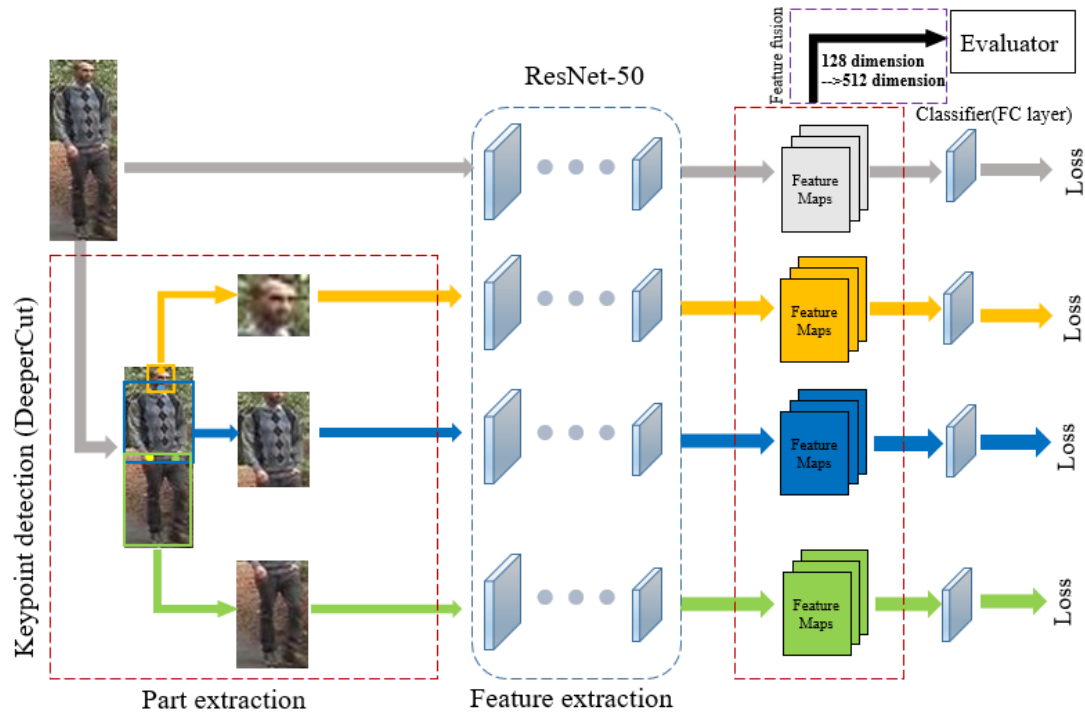 Feature fusion
128 dimension
-->512 dimension
Evaluator
ResNet-50
Classifier(FC layer)
Feature
Maps
Loss
Feature
Maps
Loss
Keypoint detection (DeeperCut)
Feature
Maps
Loss
Feature
Maps
Loss
Part extraction
Feature extraction